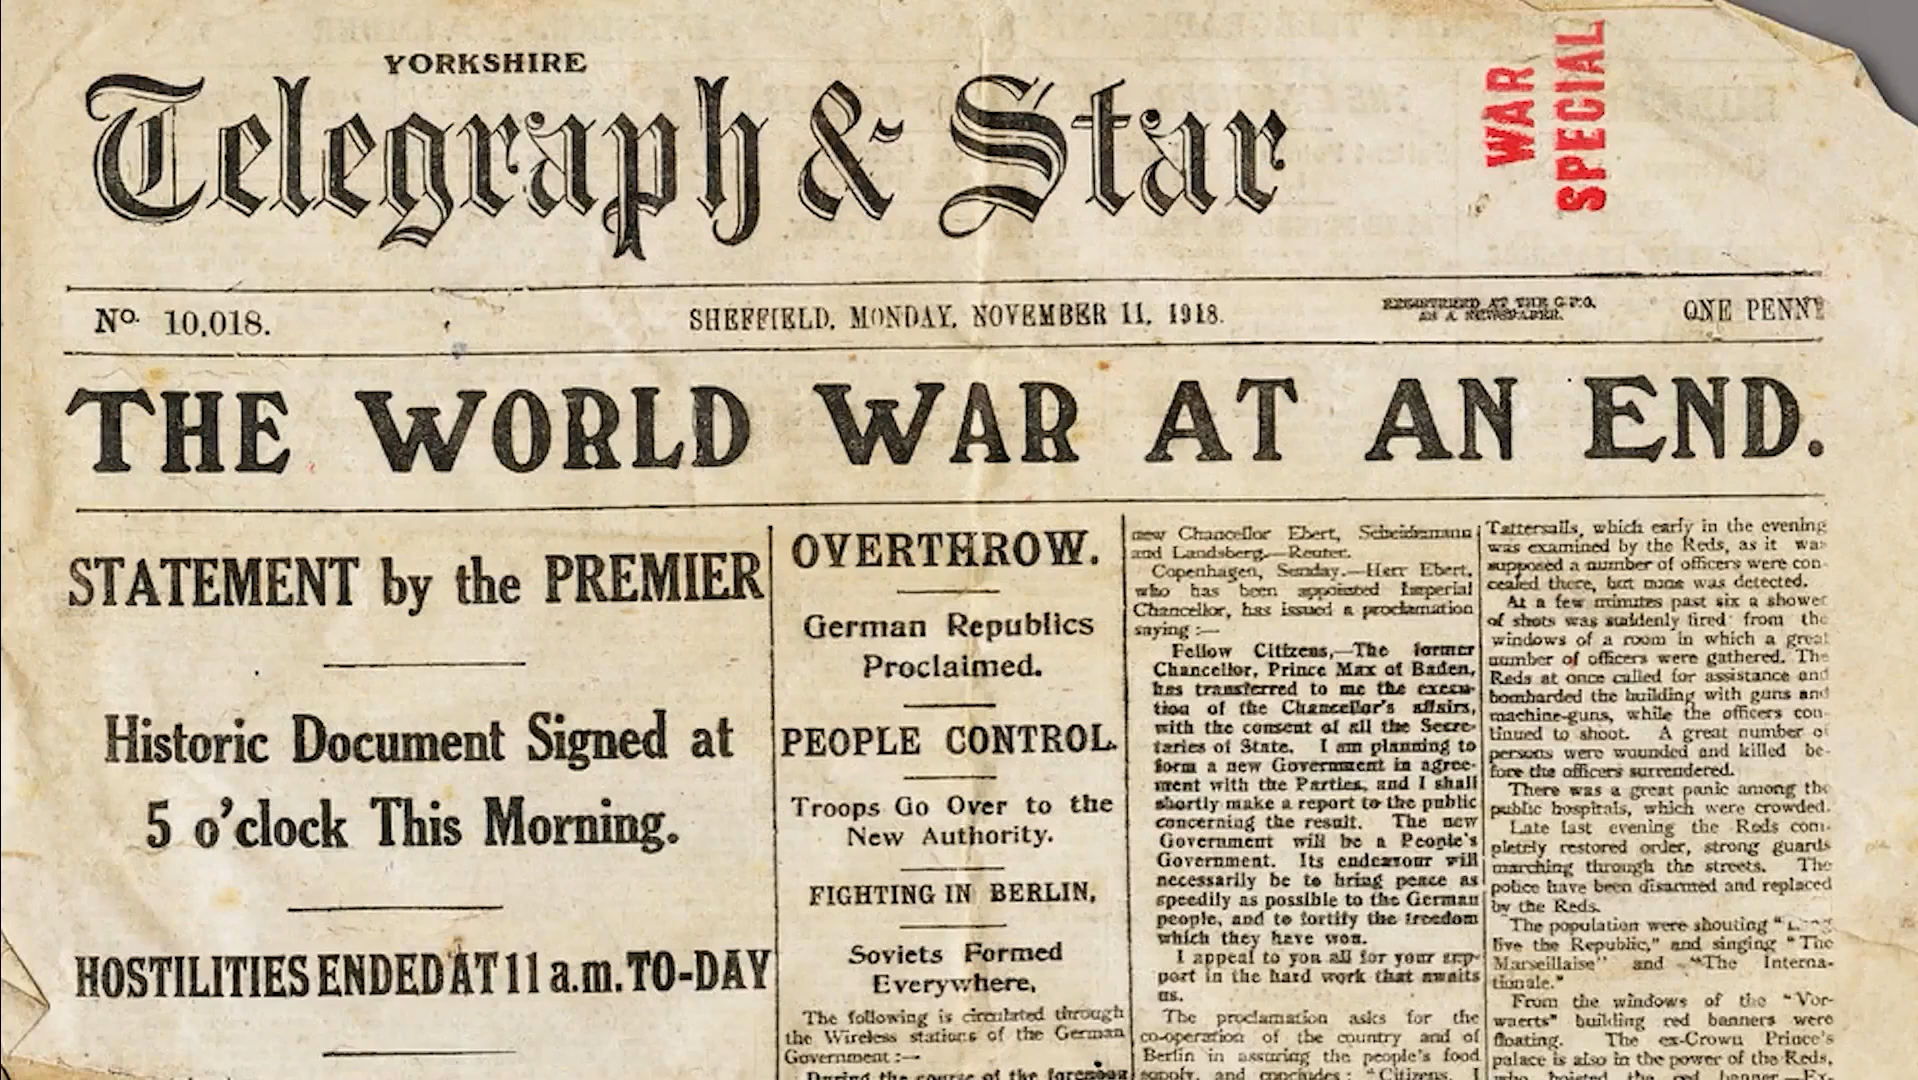 YORKSHIRE
Telegraph & Star
WAR
SPECIAL
No. 10,018.
SHEFFIELD, MONDAY, NOVEMBER 11, 1918.
REGISTERED AT THE G.P.O.
AS A NEWSPAPER.
ONE PENNY
THE WORLD WAR AT AN END.
STATEMENT by the PREMIER
Historic Document Signed at
5 o'clock This Morning.
HOSTILITIES ENDED AT 11 a.m. TO-DAY
OVERTHROW.
German Republics
Proclaimed.
PEOPLE CONTROL.
Troops Go Over to the
New Authority.
FIGHTING IN BERLIN,
Soviets Formed
Everywhere,
The following is circulated through
the Wireless stations of the German
Government :—
During the course of the forenoon
new Chancellor Ebert, Scheidemann
and Landsberg.—Reuter.
Copenhagen, Sunday.—Herr Ebert,
who has been appointed Imperial
Chancellor, has issued a proclamation
saying :—
Fellow Citizens,—The former
Chancellor, Prince Max of Baden,
has transferred to me the execu-
tion of the Chancellor's affairs,
with the consent of all the Secre-
taries of State. I am planning to
form a new Government in agree-
ment with the Parties, and I shall
shortly make a report to the public
concerning the result. The new
Government will be a People's
Government. Its endeavour will
necessarily be to bring peace as
speedily as possible to the German
people, and to fortify the freedom
which they have won.
I appeal to you all for your sup-
port in the hard work that awaits
us.
The proclamation asks for the
co-operation of the country and of
Berlin in assuring the people's food
supply, and concludes: "Citizens, I
Tattersalls, which early in the evening
was examined by the Reds, as it was
supposed a number of officers were con-
cealed there, but none was detected.
At a few minutes past six a shower
of shots was suddenly fired from the
windows of a room in which a great
number of officers were gathered. The
Reds at once called for assistance and
bombarded the building with guns and
machine-guns, while the officers con-
tinued to shoot. A great number of
persons were wounded and killed be-
fore the officers surrendered.
There was a great panic among the
public hospitals, which were crowded.
Late last evening the Reds com-
pletely restored order, strong guards
marching through the streets. The
police have been disarmed and replaced
by the Reds.
The population were shouting "Long
live the Republic," and singing "The
Marseillaise" and "The Interna-
tionale."
From the windows of the "Vor-
waerts" building red banners were
floating. The ex-Crown Prince's
palace is also in the power of the Reds,
who hoisted the red banner.—Ex-